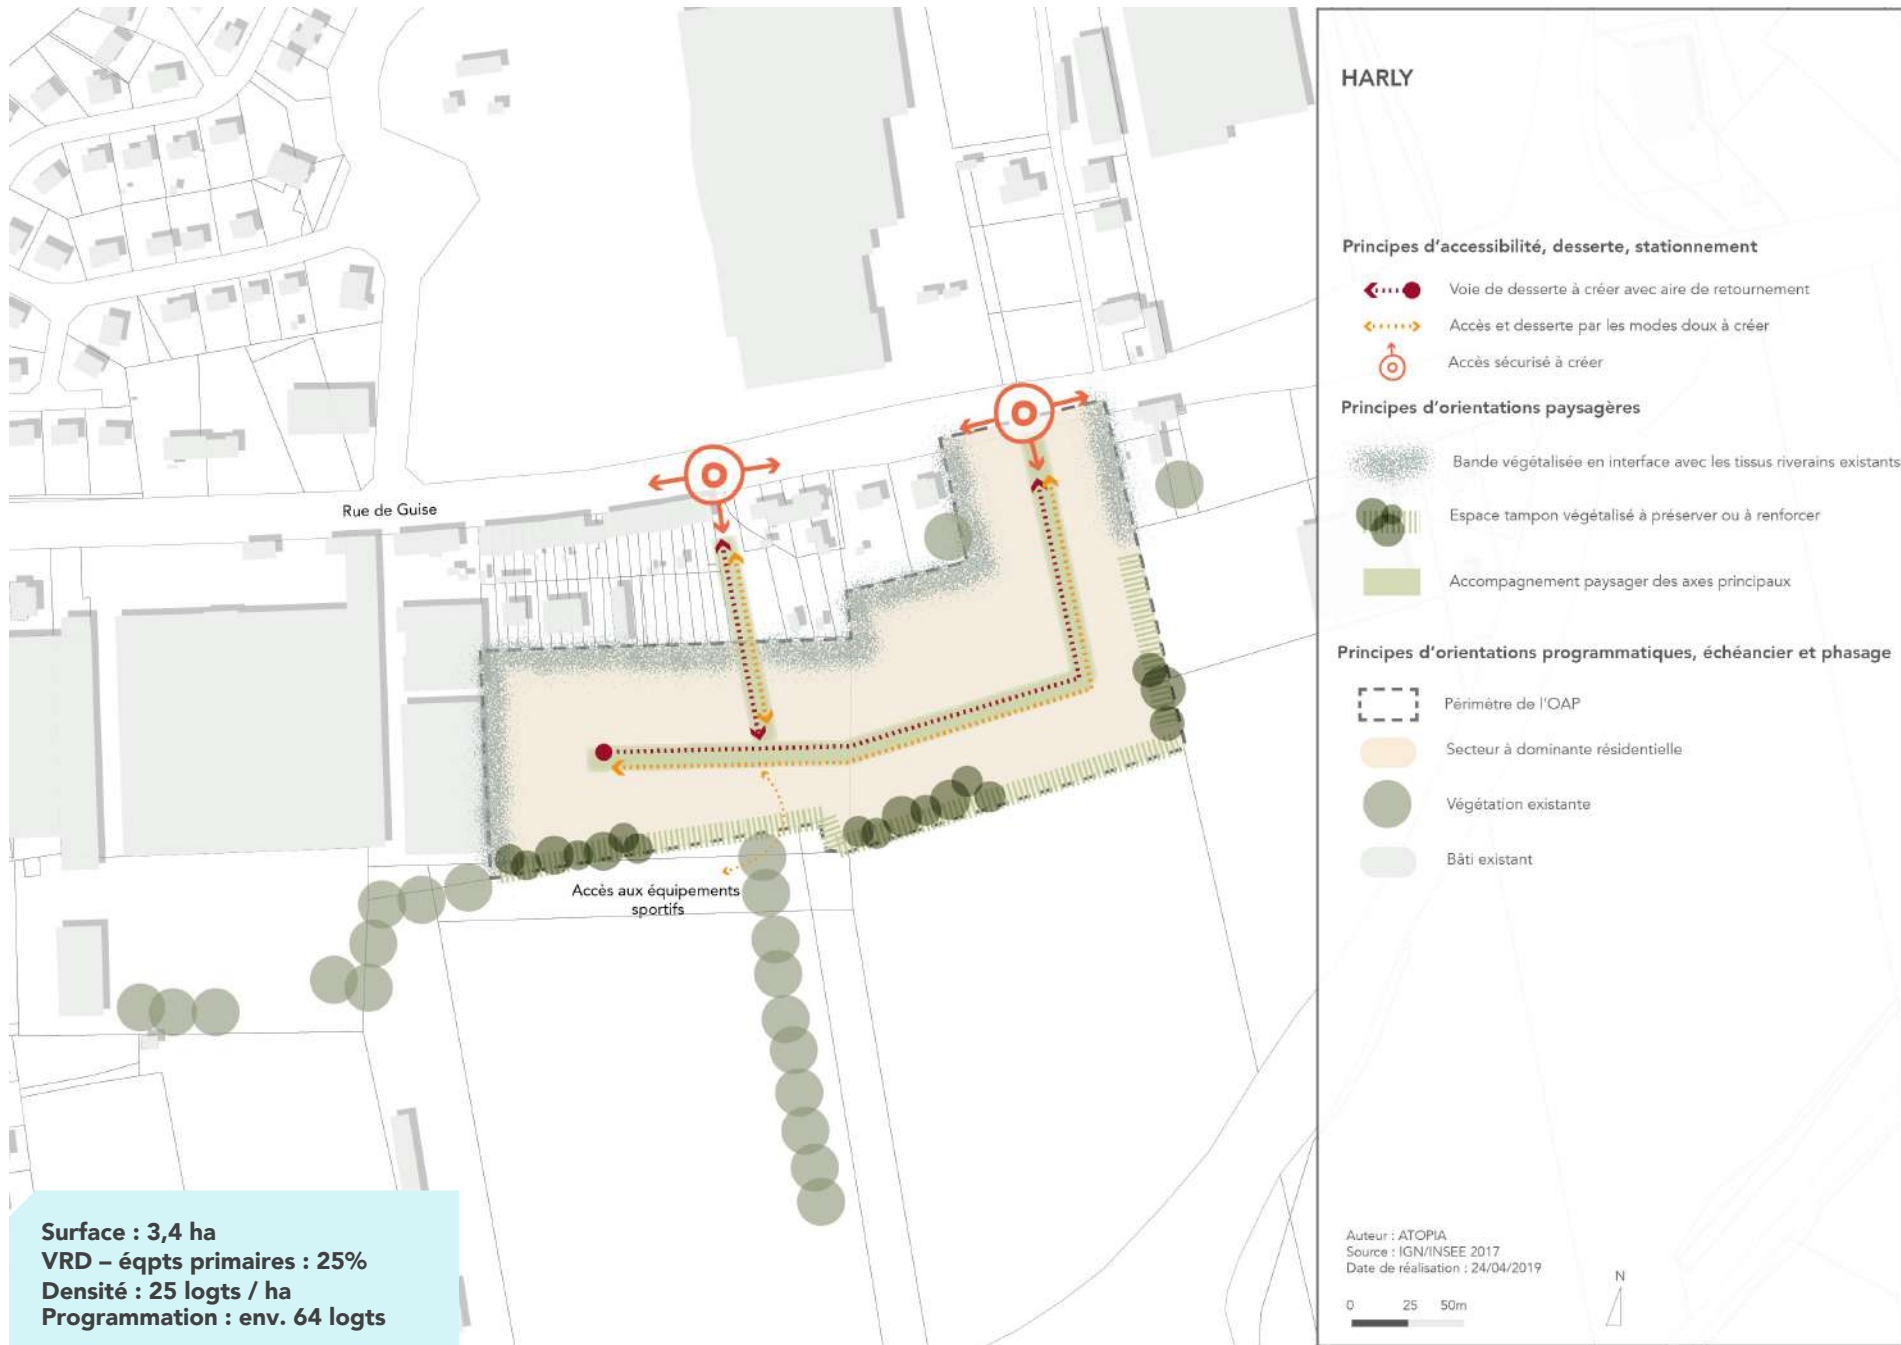 HARLY
Principes d'accessibilité, desserte, stationnement
Voie de desserte à créer avec aire de retournement
Accès et desserte par les modes doux à créer
Accès sécurisé à créer
Principes d'orientations paysagères
Bande végétalisée en interface avec les tissus riverains existants
Espace tampon végétalisé à préserver ou à renforcer
Accompagnement paysager des axes principaux
Principes d'orientations programmatiques, échéancier et phasage
Périmètre de l'OAP
Secteur à dominante résidentielle
Végétation existante
Bâti existant
Rue de Guise
Accès aux équipements
sportifs
Surface : 3,4 ha
VRD – éqpts primaires : 25%
Densité : 25 logts / ha
Programmation : env. 64 logts
Auteur : ATOPIA
Source : IGN/INSEE 2017
Date de réalisation : 24/04/2019
0 25 50m
N